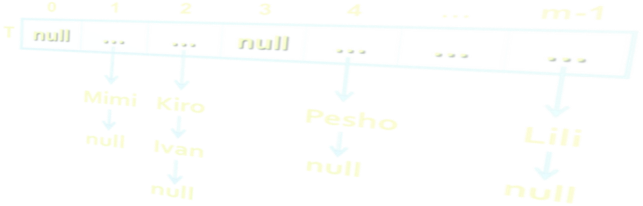 0 1 2 3 4 ... m-1
T null ... ... null ... ... ...
Mimi Kiro Pesho Lili
null Ivan null null
null